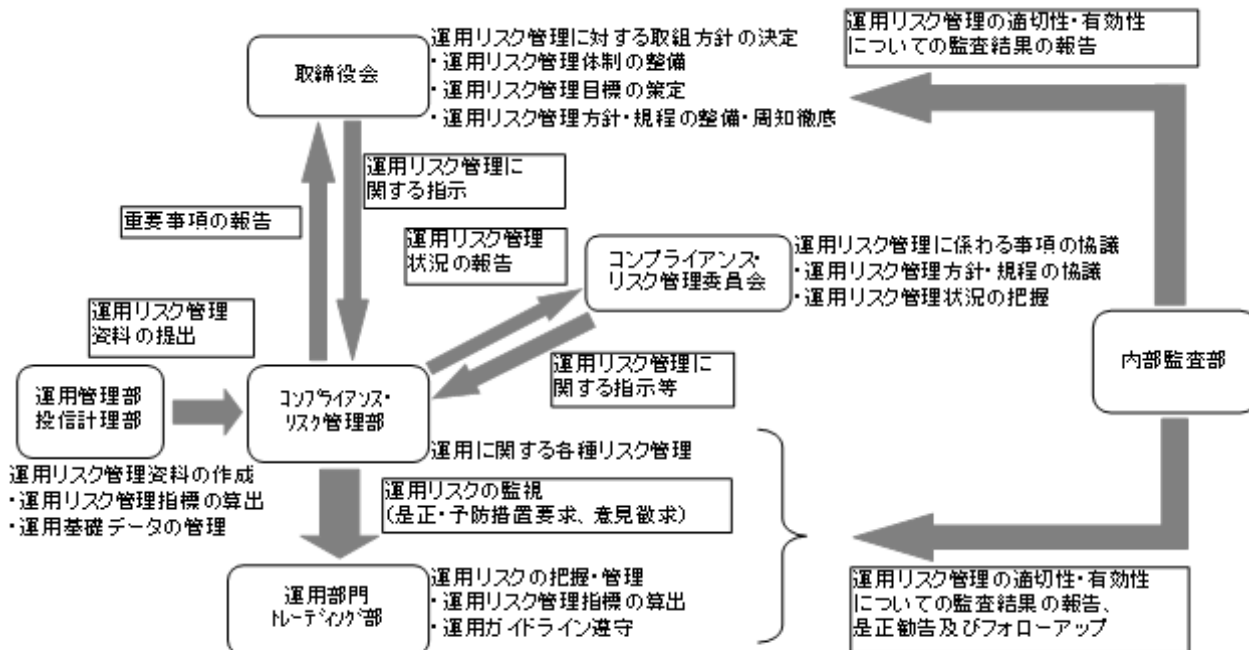 取締役会
運用リスク管理に対する取組方針の決定
・運用リスク管理体制の整備
・運用リスク管理目標の策定
・運用リスク管理方針・規程の整備・周知徹底
運用リスク管理の適切性・有効性
についての監査結果の報告
運用リスク管理に
関する指示
重要事項の報告
運用リスク管理
状況の報告
コンプライアンス・
リスク管理委員会
運用リスク管理に係わる事項の協議
・運用リスク管理方針・規程の協議
・運用リスク管理状況の把握
運用リスク管理
資料の提出
運用リスク管理に
関する指示等
内部監査部
運用管理部
投信計理部
コンプライアンス・
リスク管理部
運用に関する各種リスク管理
運用リスク管理資料の作成
・運用リスク管理指標の算出
・運用基礎データの管理
運用リスクの監視
(是正・予防措置要求、意見徴求)
運用部門
トレーディング部
運用リスクの把握・管理
・運用リスク管理指標の算出
・運用ガイドライン遵守
運用リスク管理の適切性・有効性
についての監査結果の報告、
是正勧告及びフォローアップ